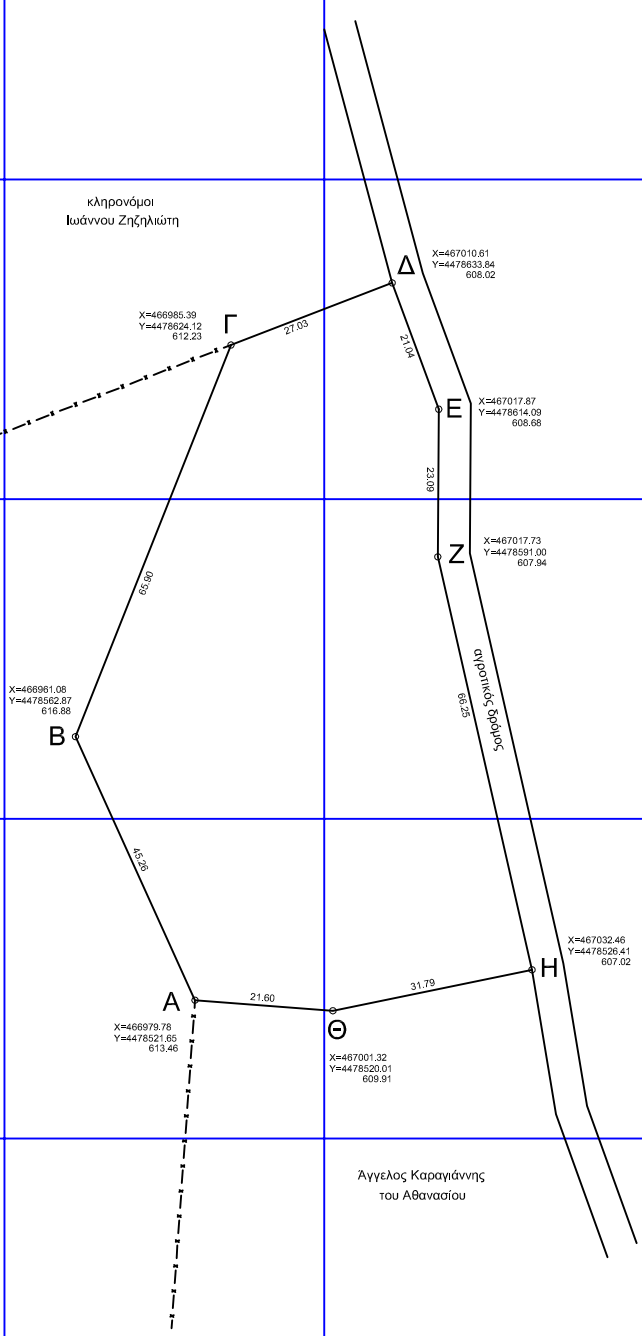 κληρονόμοι
Ιωάννου Ζηζηλιώτη
X=467010.61
Y=4478633.84
608.02
Δ
X=466985.39
Y=4478624.12
612.23
Γ
27.03
21.04
X=467017.87
Y=4478614.09
608.68
Ε
23.09
X=467017.73
Y=4478591.00
607.94
Ζ
65.90
αγροτικός δρόμος
66.25
X=466961.08
Y=4478562.87
616.88
Β
45.26
X=467032.46
Y=4478526.41
607.02
Η
31.79
21.60
Α
X=466979.78
Y=4478521.65
613.46
Θ
X=467001.32
Y=4478520.01
609.91
Άγγελος Καραγιάννης
του Αθανασίου